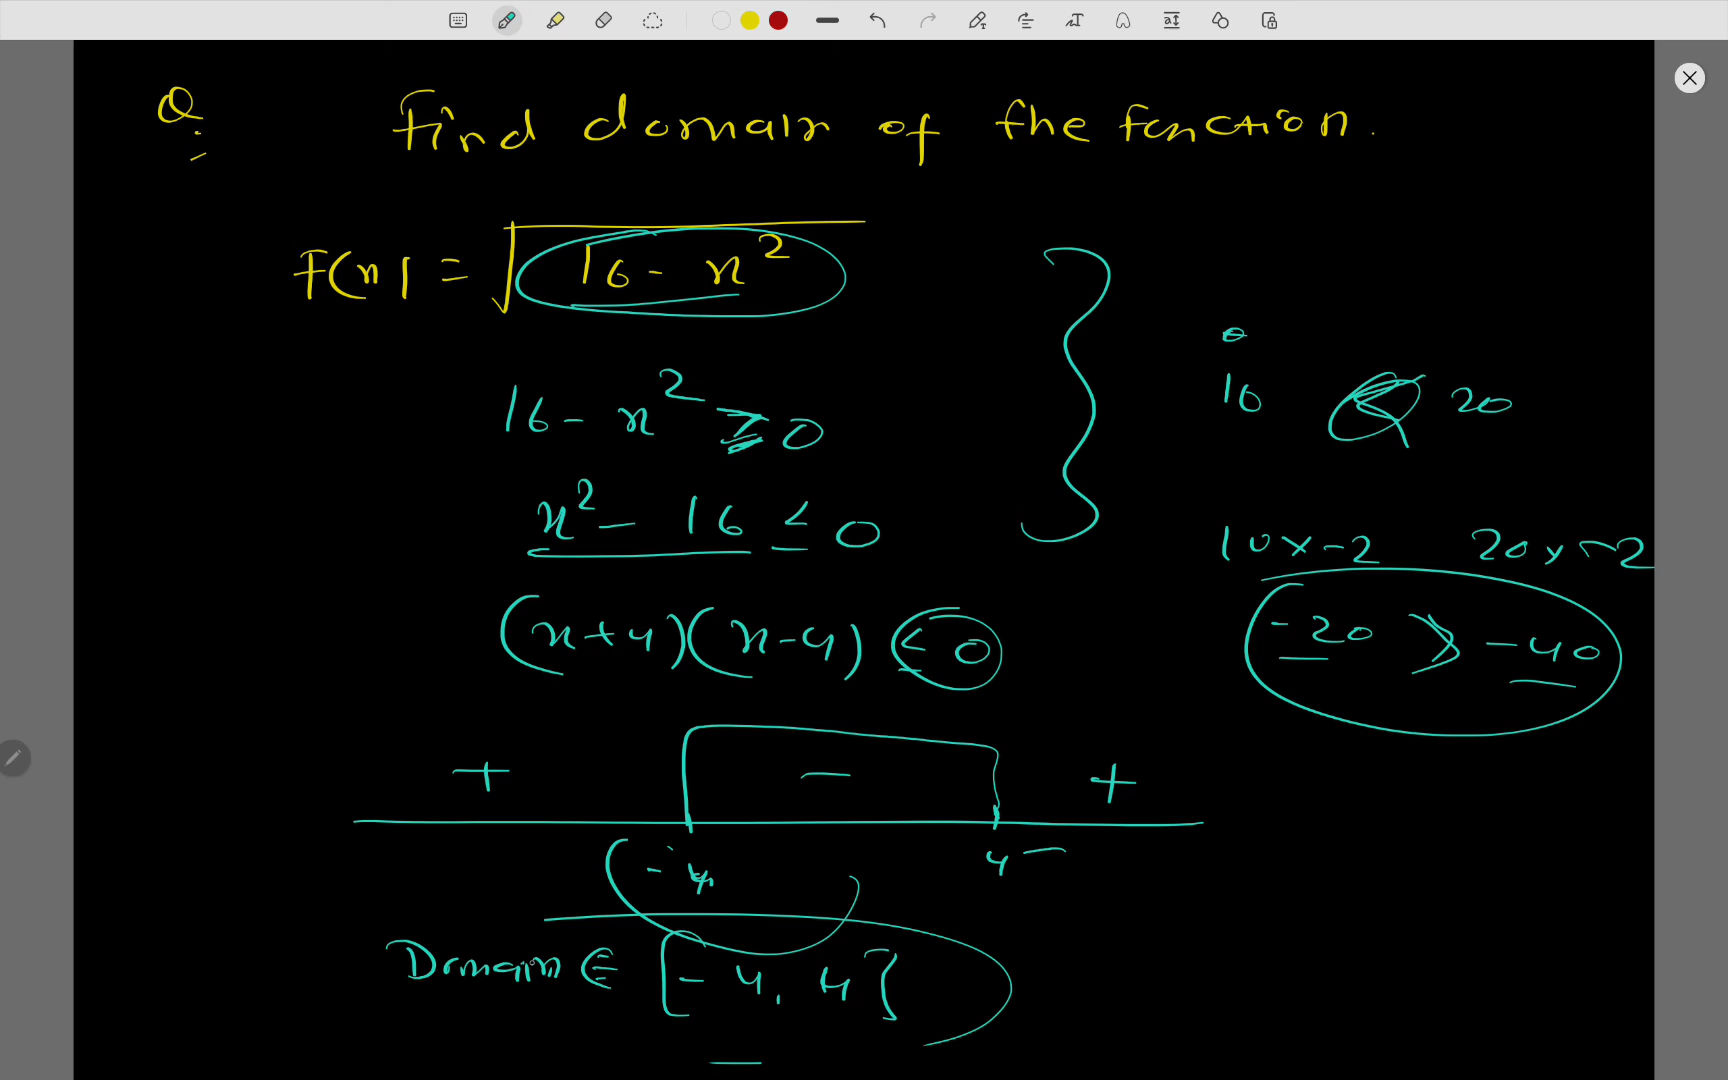 Q. Find domain of the function.
F(x) = √16 - x²
16 - x² ≥ 0
x² - 16 ≤ 0
(x+4)(x-4) ≤ 0
10 < 20
10x-2 20x-2
-20 > -40
+ - +
-4 4
Domain ∈ [-4, 4]